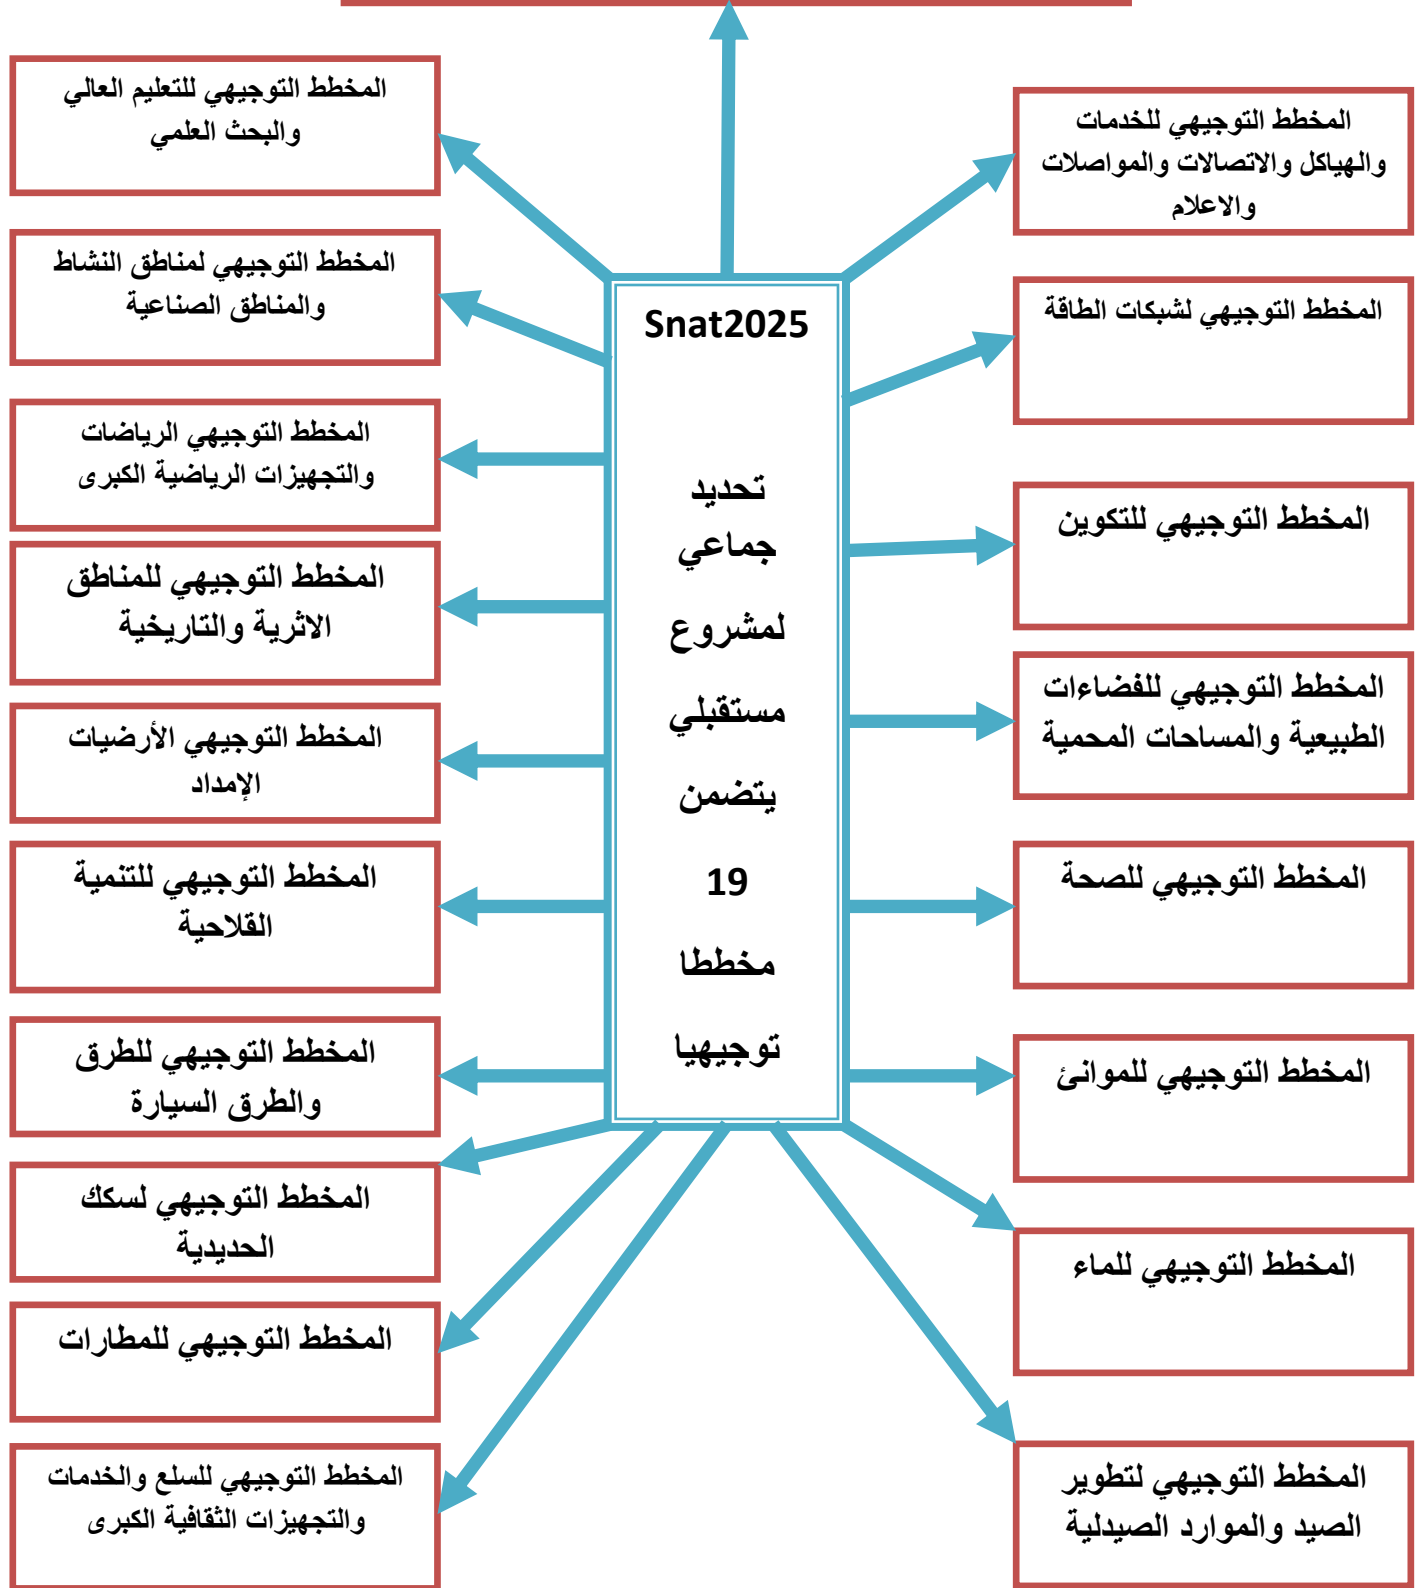 المخطط التوجيهي للتعليم العالي
والبحث العلمي
المخطط التوجيهي للخدمات
والهياكل والاتصالات والمواصلات
والاعلام
المخطط التوجيهي لمناطق النشاط
والمناطق الصناعية
المخطط التوجيهي لشبكات الطاقة
المخطط التوجيهي الرياضات
والتجهيزات الرياضية الكبرى
المخطط التوجيهي للتكوين
المخطط التوجيهي للمناطق
الاثرية والتاريخية
المخطط التوجيهي للفضاءات
الطبيعية والمساحات المحمية
المخطط التوجيهي الأرضيات
الإمداد
المخطط التوجيهي للتنمية
القلاحية
المخطط التوجيهي للصحة
المخطط التوجيهي للطرق
والطرق السيارة
المخطط التوجيهي للموانئ
المخطط التوجيهي لسكك
الحديدية
المخطط التوجيهي للماء
المخطط التوجيهي للمطارات
المخطط التوجيهي للسلع والخدمات
والتجهيزات الثقافية الكبرى
المخطط التوجيهي لتطوير
الصيد والموارد الصيدلية
Snat2025
تحديد
جماعي
لمشروع
مستقبلي
يتضمن
19
مخططا
توجيهيا